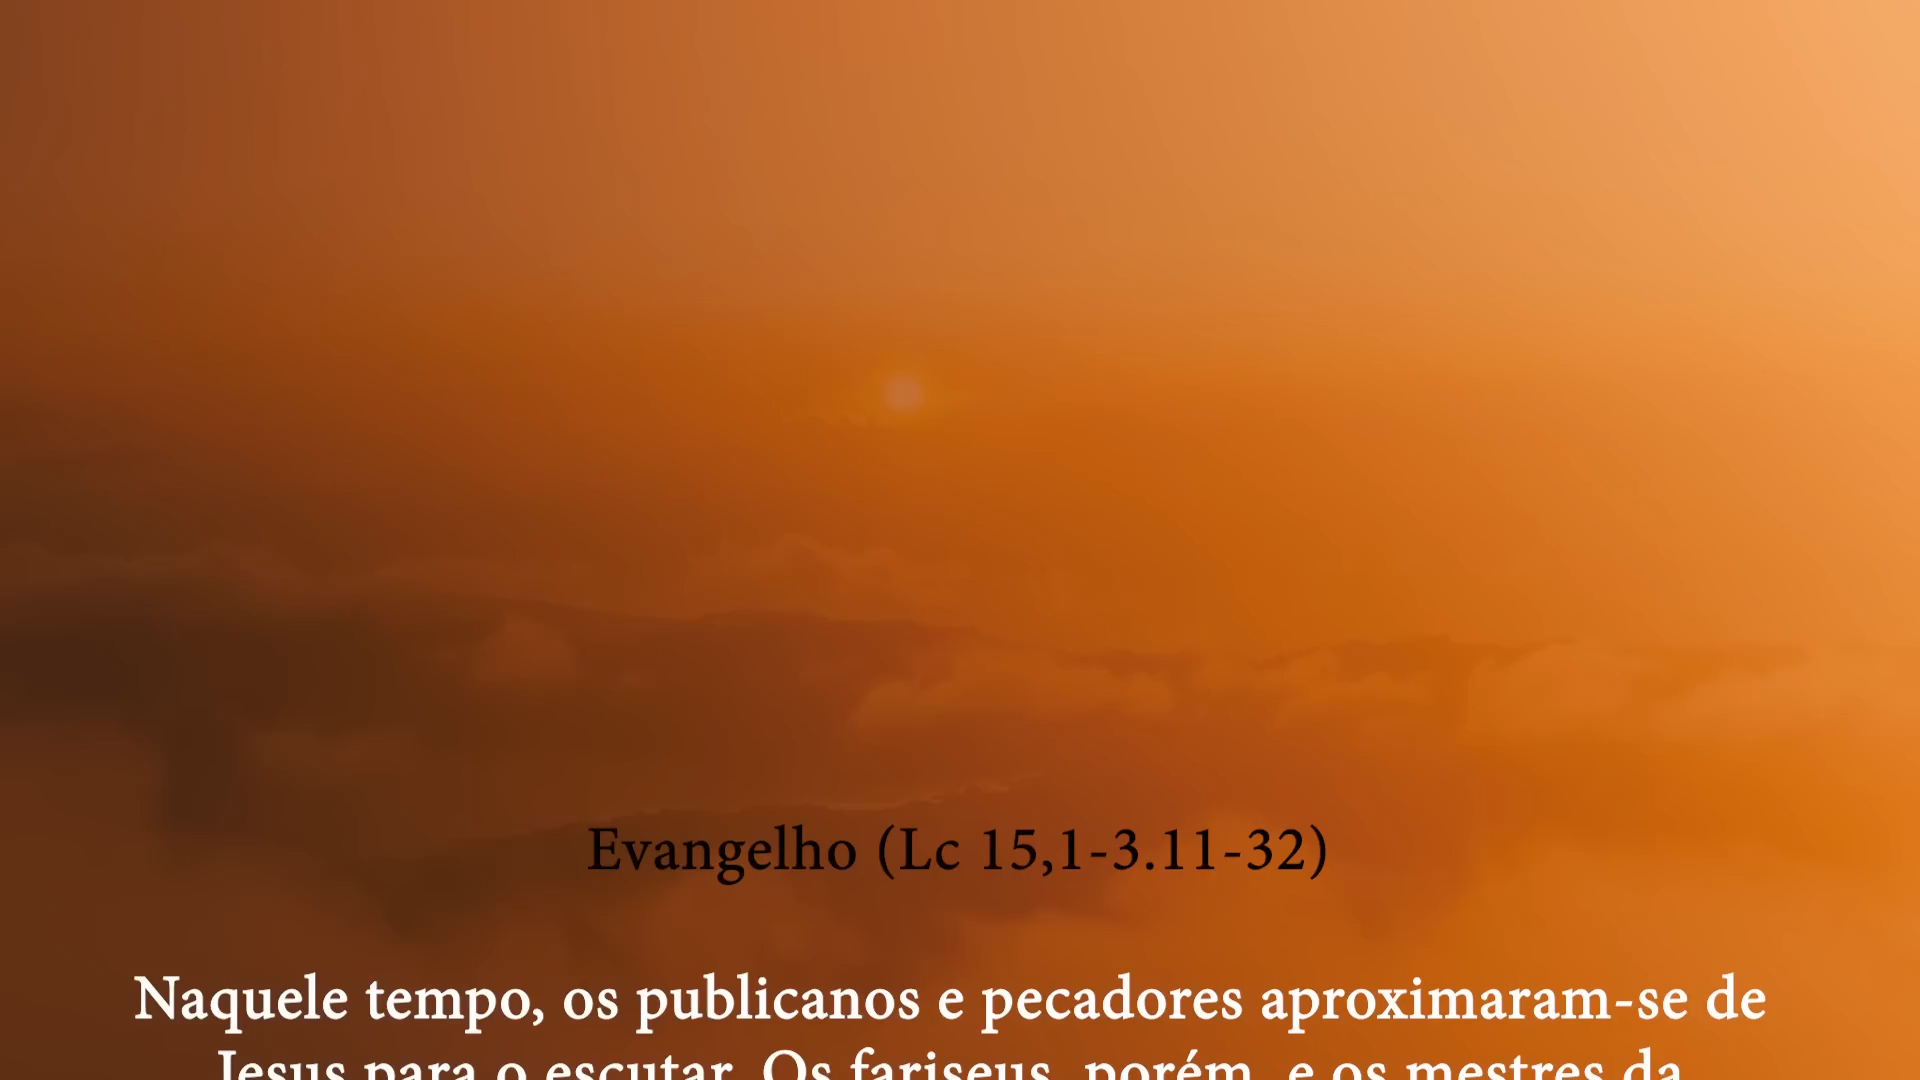 Evangelho (Lc 15,1-3.11-32)
Naquele tempo, os publicanos e pecadores aproximaram-se de
Jesus para o escutar. Os fariseus, porém, e os mestres da